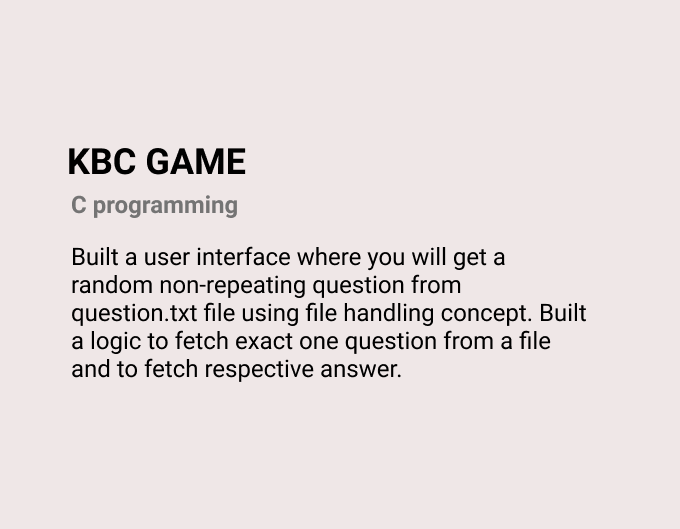 KBC GAME
C programming
Built a user interface where you will get a
random non-repeating question from
question.txt file using file handling concept. Built
a logic to fetch exact one question from a file
and to fetch respective answer.